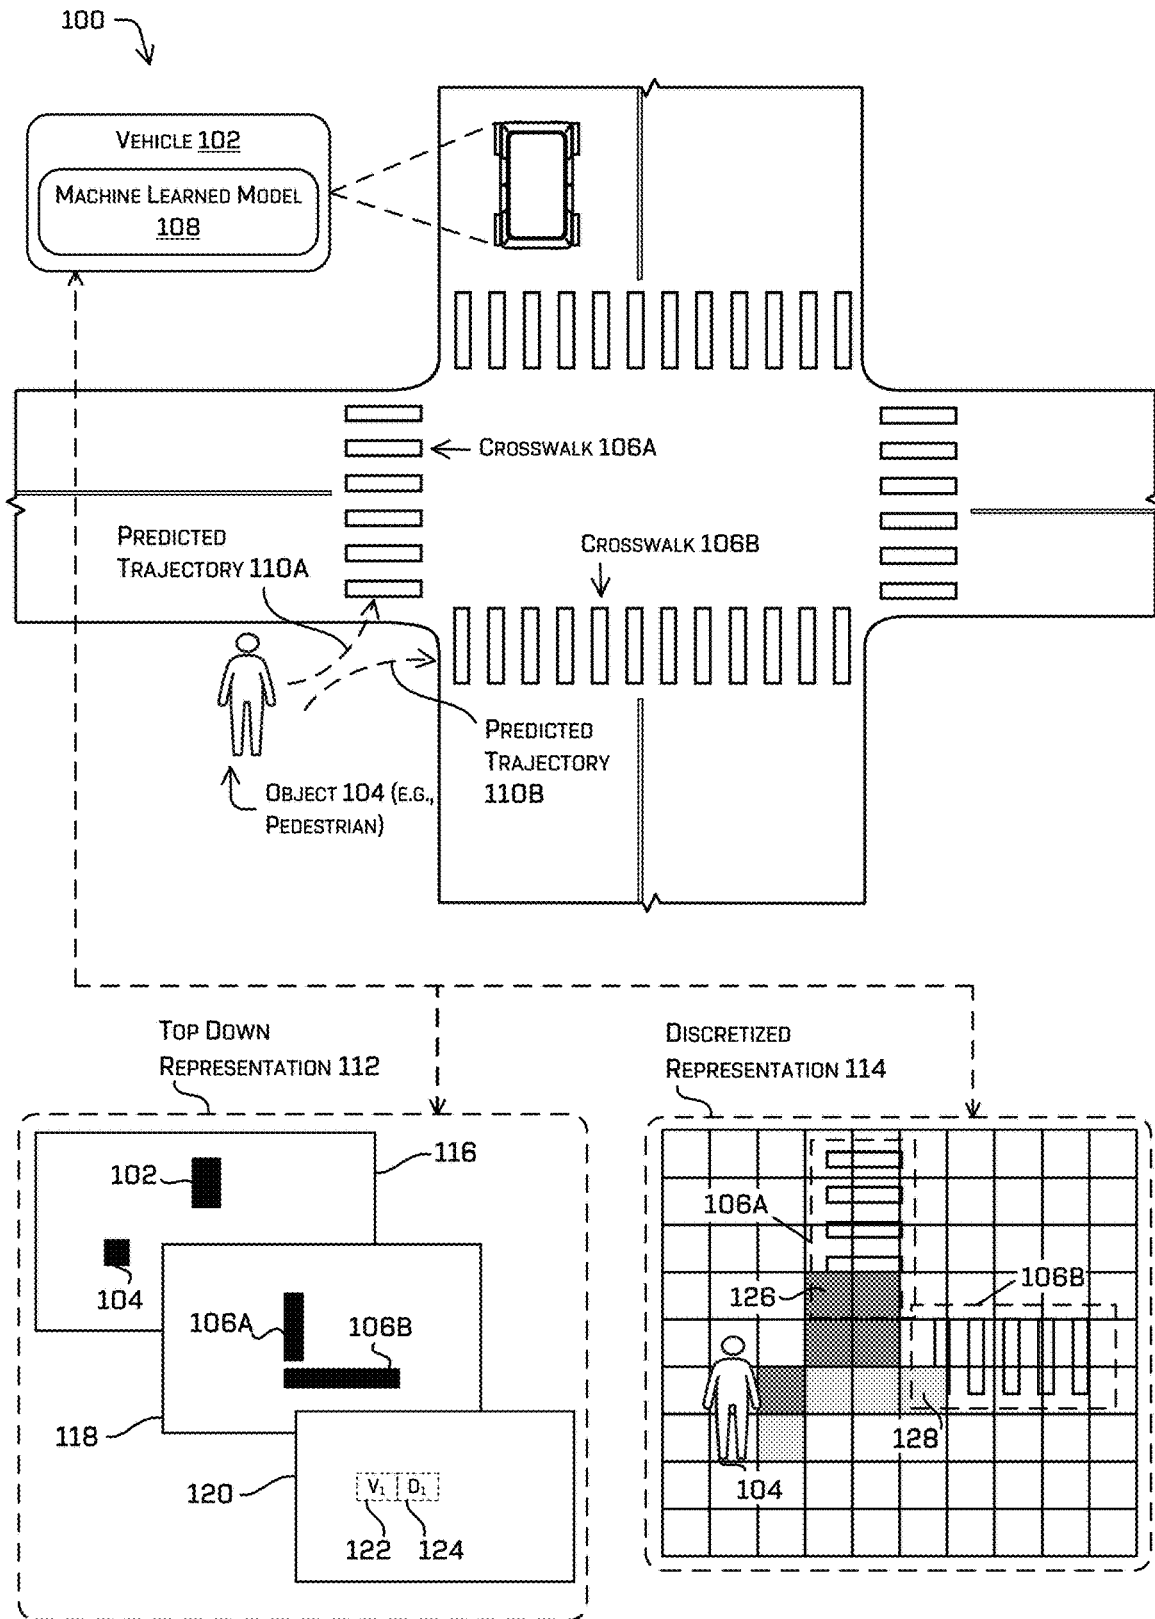 100
VEHICLE 102
MACHINE LEARNED MODEL
108
CROSSWALK 106A
PREDICTED
TRAJECTORY 110A
CROSSWALK 106B
PREDICTED
TRAJECTORY
110B
OBJECT 104 (E.G.,
PEDESTRIAN)
TOP DOWN
REPRESENTATION 112
102
116
104
106A
106B
118
120
V1
D1
122
124
DISCRETIZED
REPRESENTATION 114
106A
126
106B
128
104